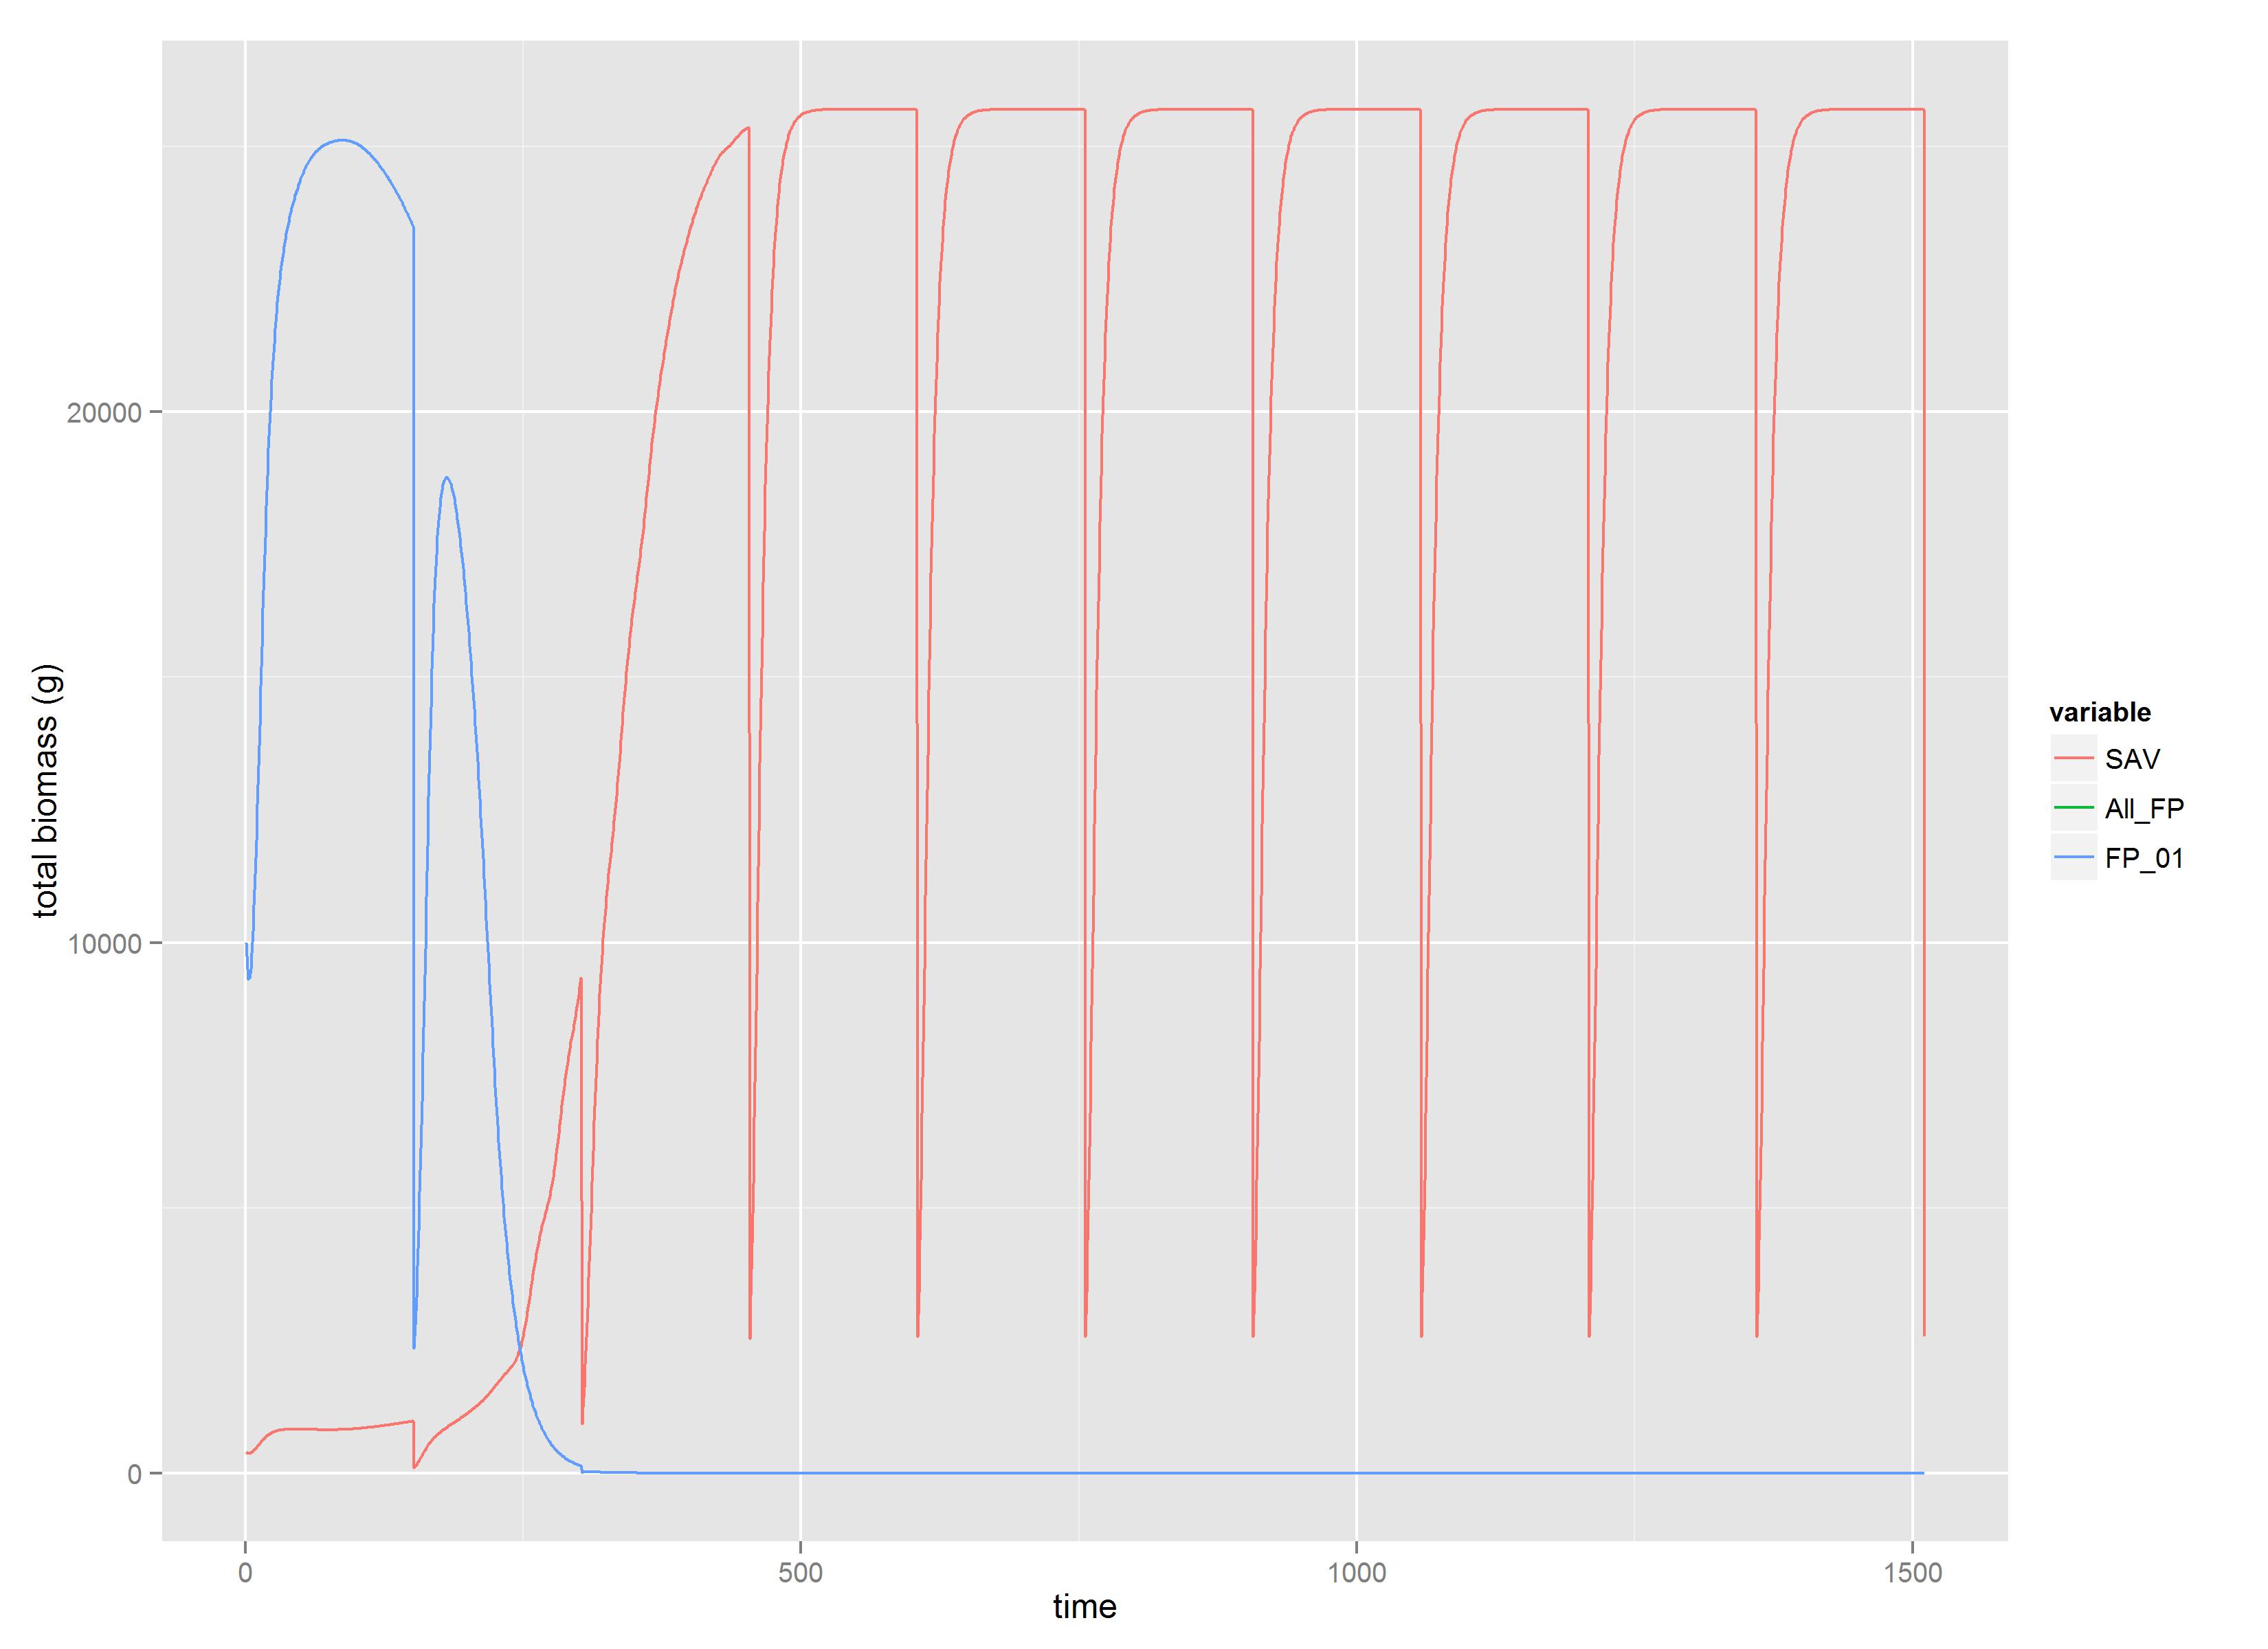 total biomass (g)
20000
10000
0
0
500
1000
1500
time
variable
SAV
All_FP
FP_01